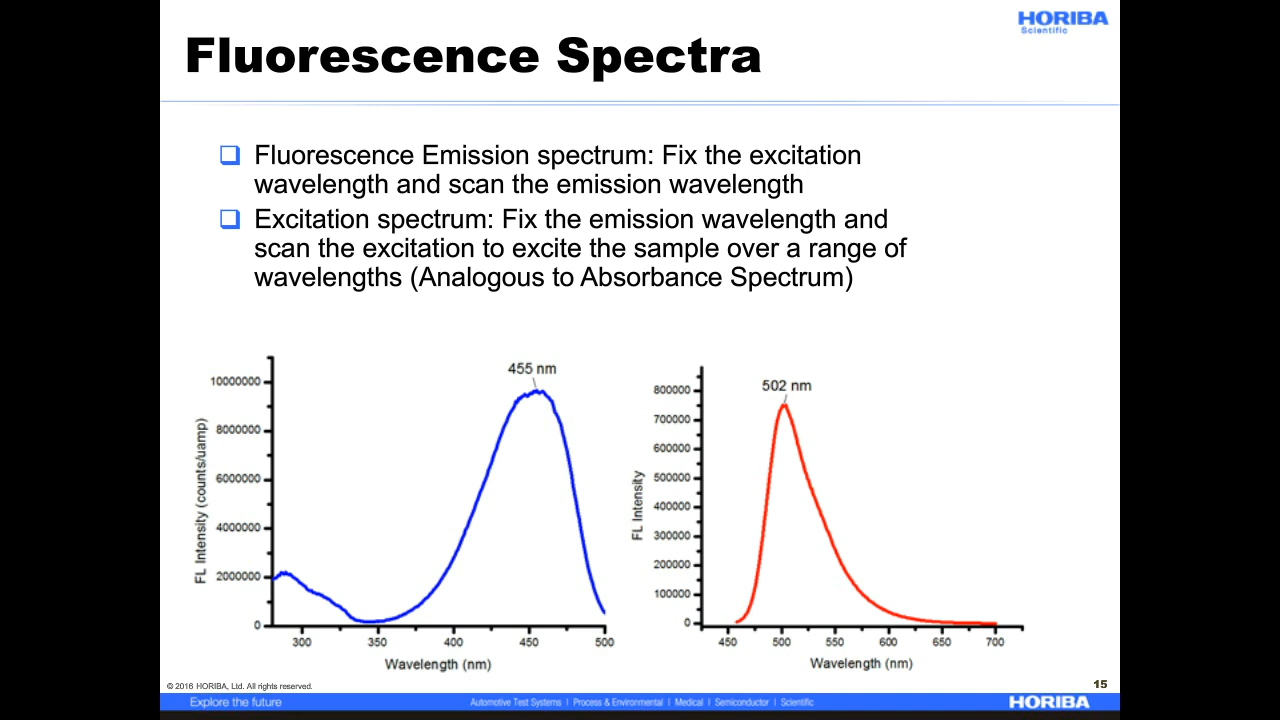 HORIBA
Scientific
Fluorescence Spectra
Fluorescence Emission spectrum: Fix the excitation
wavelength and scan the emission wavelength
Excitation spectrum: Fix the emission wavelength and
scan the excitation to excite the sample over a range of
wavelengths (Analogous to Absorbance Spectrum)
455 nm
10000000
8000000
6000000
4000000
2000000
0
FL Intensity (counts/uamp)
300 350 400 450 500
Wavelength (nm)
502 nm
800000
700000
600000
500000
400000
300000
200000
100000
0
FL Intensity
450 500 550 600 650 700
Wavelength (nm)
© 2016 HORIBA, Ltd. All rights reserved.
15
Explore the future
Automotive Test Systems | Process & Environmental | Medical | Semiconductor | Scientific
HORIBA